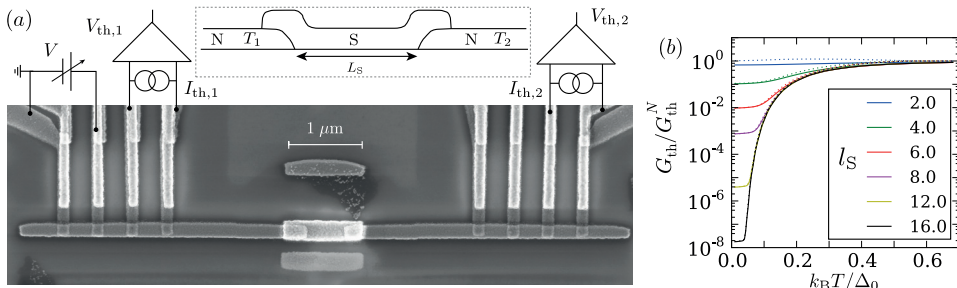 (a)
V
V_th,1
I_th,1
N T_1 S N T_2
L_S
V_th,2
I_th,2
1 μm
(b)
G_th/G_th^N
10^0
10^-2
10^-4
10^-6
10^-8
l_S
2.0
4.0
6.0
8.0
12.0
16.0
0.0 0.2 0.4 0.6
k_BT/Δ_0